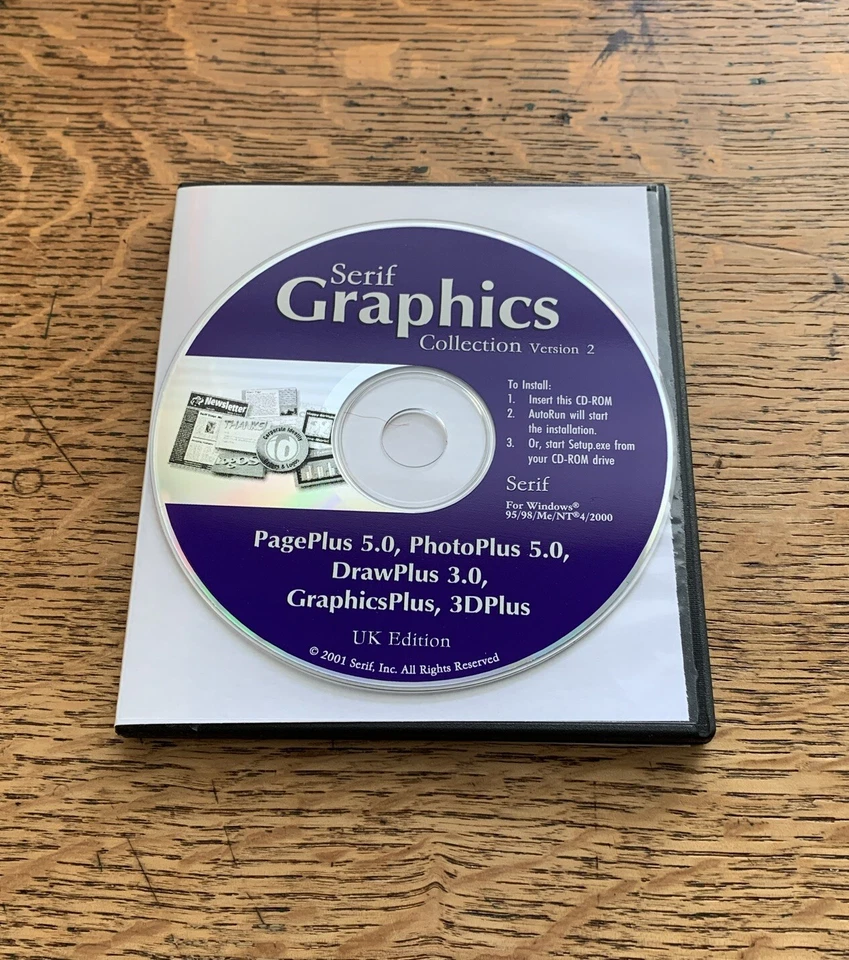 Serif
Graphics
Collection Version 2
Newsletter
THANKS!
Corporate Identity
To Install:
1. Insert this CD-ROM
2. AutoRun will start
the installation.
3. Or, start Setup.exe from
your CD-ROM drive
Serif
For Windows®
95/98/Me/NT®4/2000
PagePlus 5.0, PhotoPlus 5.0,
DrawPlus 3.0,
GraphicsPlus, 3DPlus
UK Edition
© 2001 Serif, Inc. All Rights Reserved